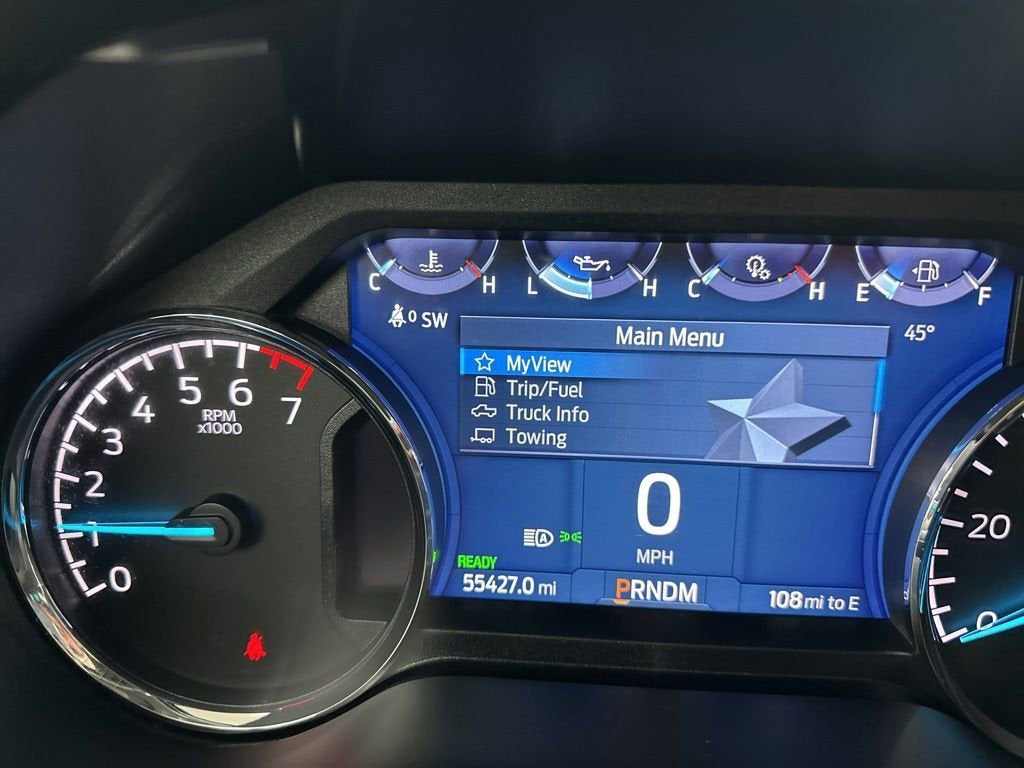 C H
L H
C H
E F
0 SW
45°
Main Menu
MyView
Trip/Fuel
Truck Info
Towing
0
MPH
A
READY
55427.0 mi
PRNDM
108 mi to E
0
1
2
3
4
5
6
7
RPM
x1000
20
0